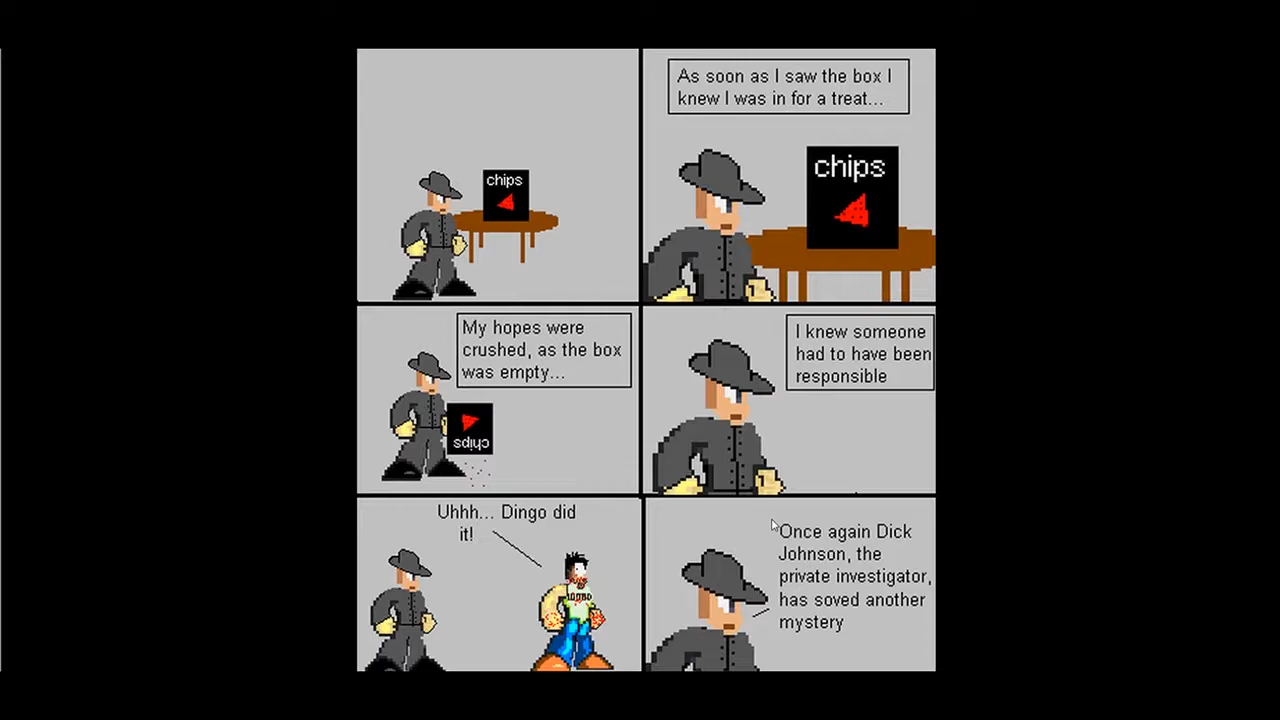 chips
As soon as I saw the box I
knew I was in for a treat...
chips
My hopes were
crushed, as the box
was empty...
chips
I knew someone
had to have been
responsible
Uhhh... Dingo did
it!
Once again Dick
Johnson, the
private investigator,
has soved another
mystery